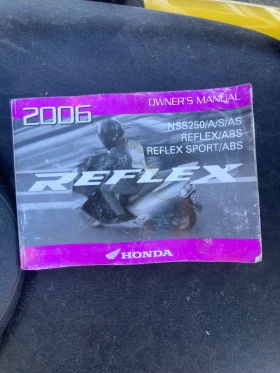 2006
OWNER'S MANUAL
NSS250/A/S/AS
REFLEX/ABS
REFLEX SPORT/ABS
REFLEX
HONDA